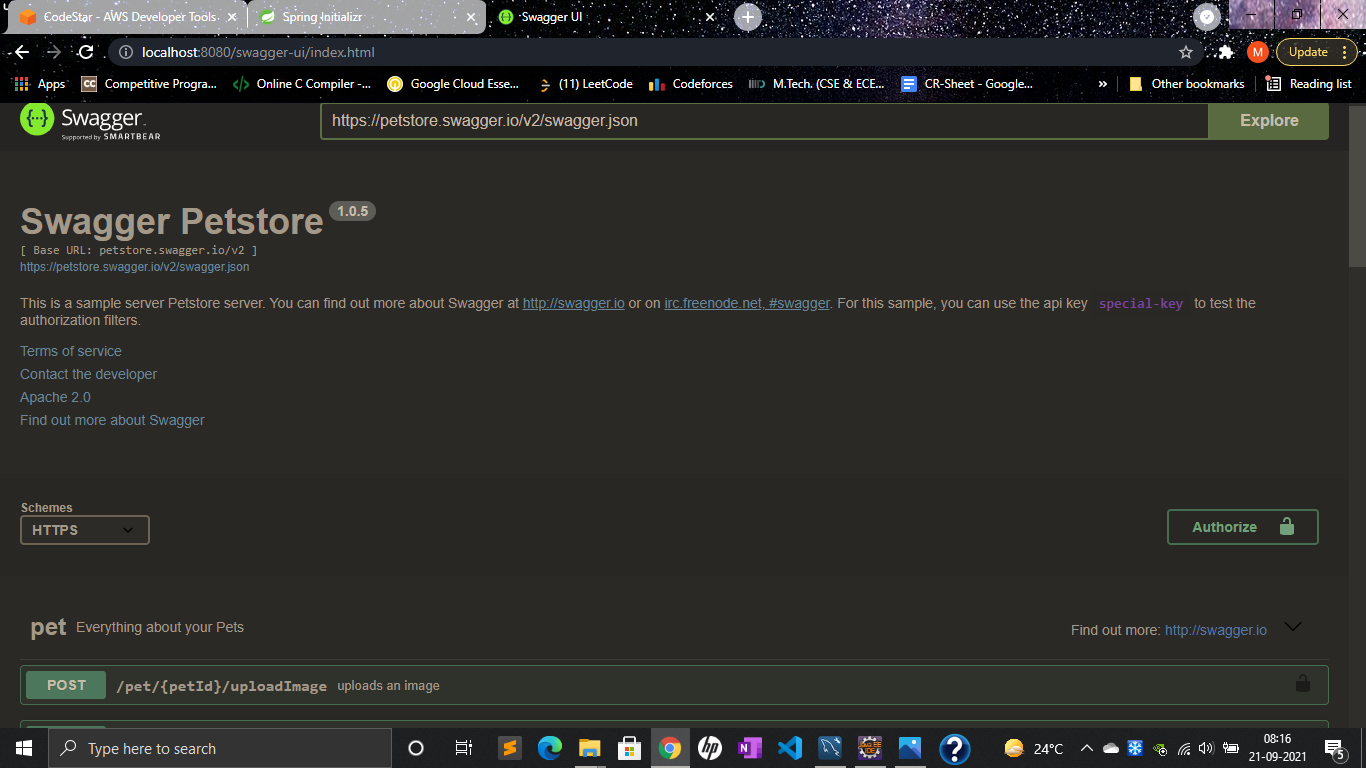 CodeStar - AWS Developer Tools
Spring Initializr
Swagger UI
localhost:8080/swagger-ui/index.html
M
Update
Apps
CC
Competitive Progra...
Online C Compiler -...
Google Cloud Esse...
(11) LeetCode
Codeforces
M.Tech. (CSE & ECE...
CR-Sheet - Google...
»
Other bookmarks
Reading list
Swagger
Supported by SMARTBEAR
https://petstore.swagger.io/v2/swagger.json
Explore
Swagger Petstore 1.0.5
[ Base URL: petstore.swagger.io/v2 ]
https://petstore.swagger.io/v2/swagger.json
This is a sample server Petstore server. You can find out more about Swagger at http://swagger.io or on irc.freenode.net, #swagger. For this sample, you can use the api key special-key to test the
authorization filters.
Terms of service
Contact the developer
Apache 2.0
Find out more about Swagger
Schemes
HTTPS
Authorize
pet Everything about your Pets
Find out more: http://swagger.io
POST /pet/{petId}/uploadImage uploads an image
Type here to search
24°C
08:16
21-09-2021
5